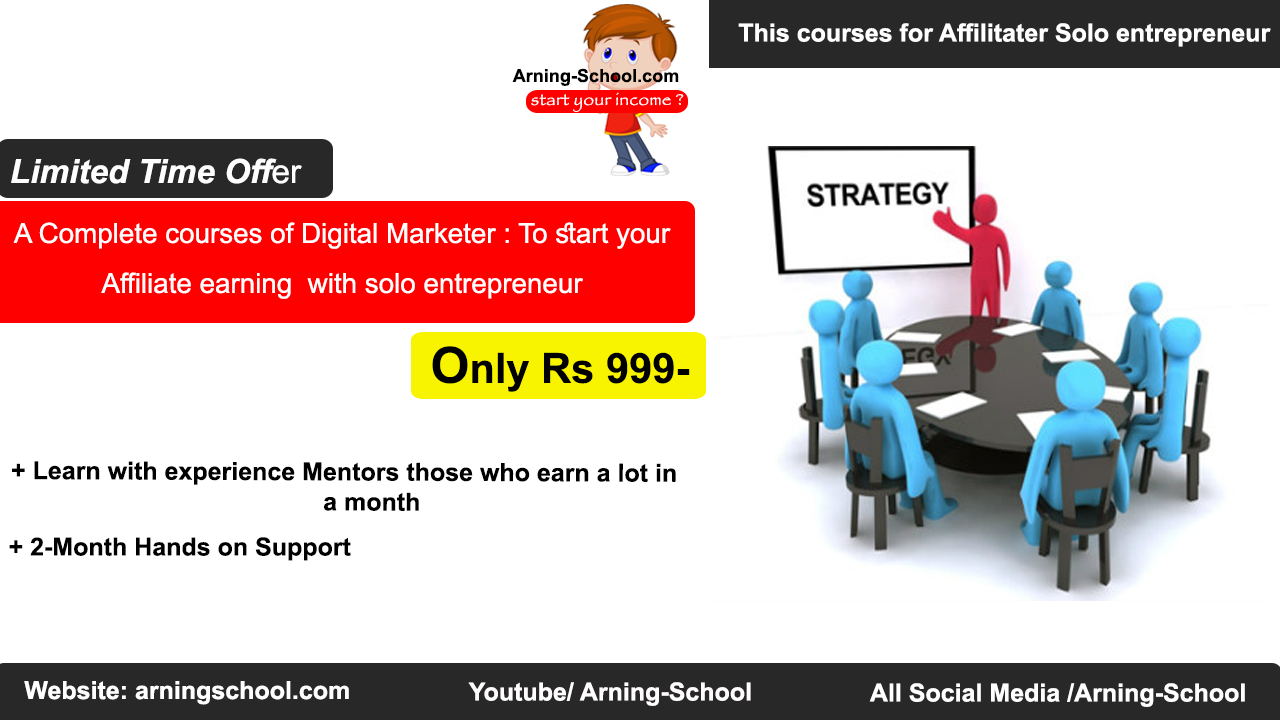 Arning-School.com
start your income ?
This courses for Affilitater Solo entrepreneur
Limited Time Offer
A Complete courses of Digital Marketer : To start your
Affiliate earning with solo entrepreneur
STRATEGY
Only Rs 999-
+ Learn with experience Mentors those who earn a lot in
a month
+ 2-Month Hands on Support
Website: arningschool.com
Youtube/ Arning-School
All Social Media /Arning-School